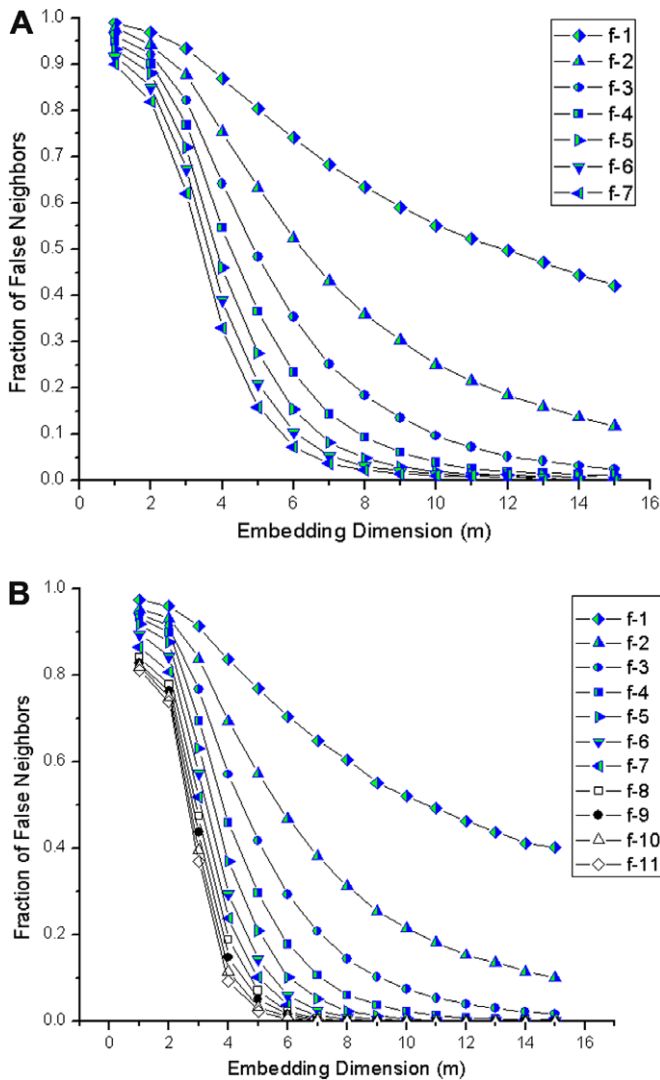 A
Fraction of False Neighbors
1.0
0.9
0.8
0.7
0.6
0.5
0.4
0.3
0.2
0.1
0.0
f-1
f-2
f-3
f-4
f-5
f-6
f-7
0 2 4 6 8 10 12 14 16
Embedding Dimension (m)
B
Fraction of False Neighbors
1.0
0.8
0.6
0.4
0.2
0.0
f-1
f-2
f-3
f-4
f-5
f-6
f-7
f-8
f-9
f-10
f-11
0 2 4 6 8 10 12 14 16
Embedding Dimension (m)